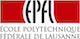 EPFL
ÉCOLE POLYTECHNIQUE
FÉDÉRALE DE LAUSANNE